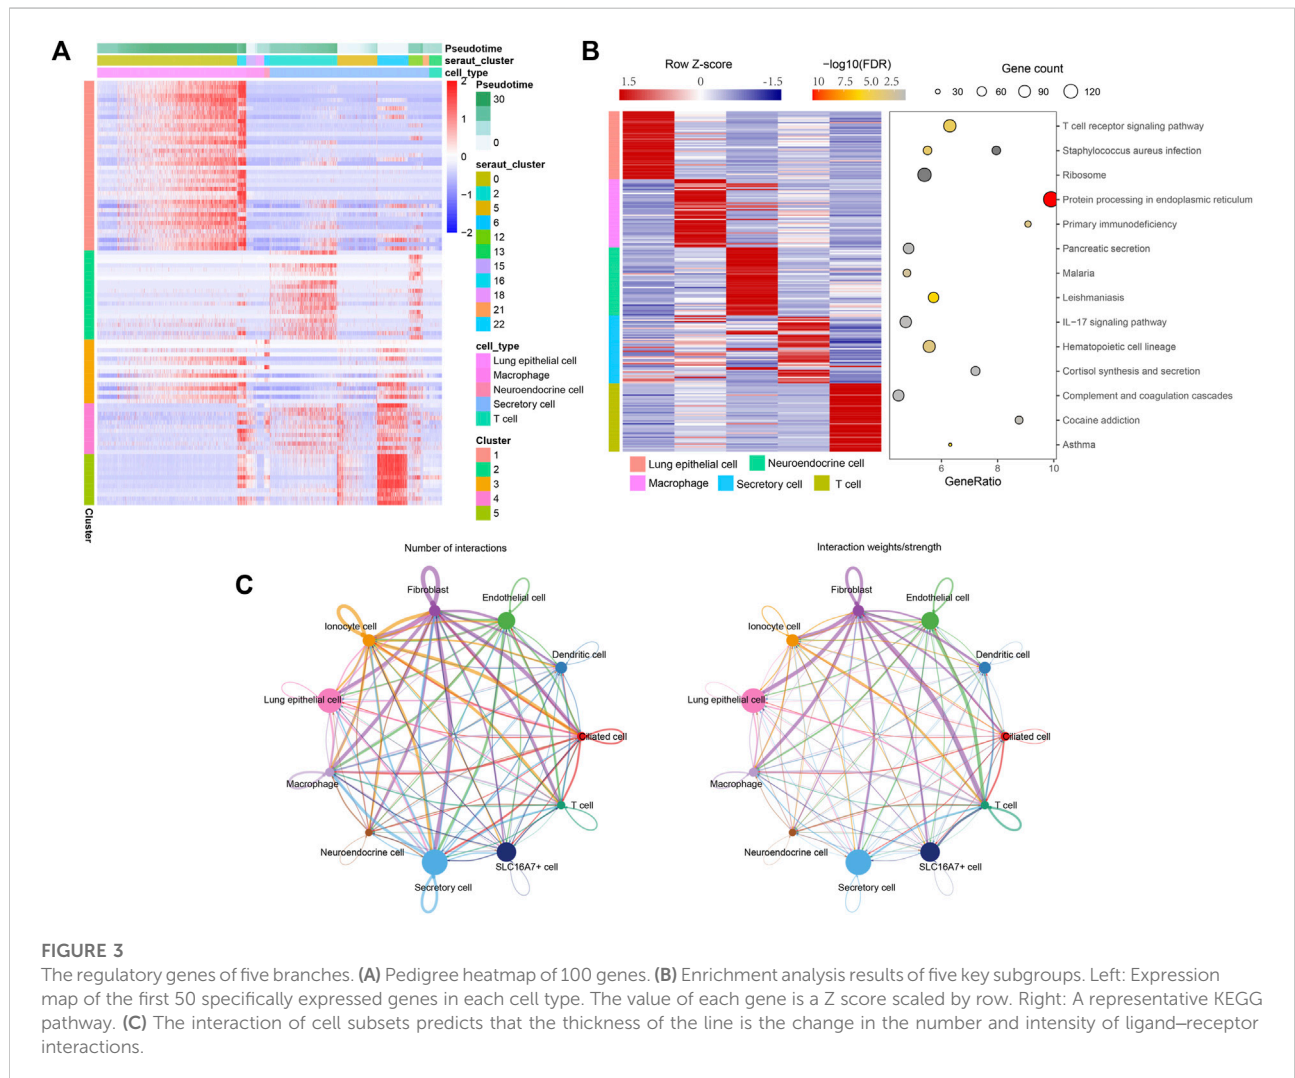 A
Pseudotime
seraut_cluster
cell_type
2
1
0
−1
−2
Pseudotime
30
0
seraut_cluster
0
2
5
6
12
13
15
16
18
21
22
cell_type
Lung epithelial cell
Macrophage
Neuroendocrine cell
Secretory cell
T cell
Cluster
1
2
3
4
5
Cluster
B
Row Z-score
1.5 0 -1.5
−log10(FDR)
10 7.5 5.0 2.5
Gene count
30 60 90 120
T cell receptor signaling pathway
Staphylococcus aureus infection
Ribosome
Protein processing in endoplasmic reticulum
Primary immunodeficiency
Pancreatic secretion
Malaria
Leishmaniasis
IL−17 signaling pathway
Hematopoietic cell lineage
Cortisol synthesis and secretion
Complement and coagulation cascades
Cocaine addiction
Asthma
6 8 10
GeneRatio
Lung epithelial cell
Neuroendocrine cell
Macrophage
Secretory cell
T cell
C
Number of interactions
Fibroblast
Endothelial cell
Ionocyte cell
Dendritic cell
Lung epithelial cell
Ciliated cell
Macrophage
T cell
Neuroendocrine cell
SLC16A7+ cell
Secretory cell
Interaction weights/strength
Fibroblast
Endothelial cell
Ionocyte cell
Dendritic cell
Lung epithelial cell
Ciliated cell
Macrophage
T cell
Neuroendocrine cell
SLC16A7+ cell
Secretory cell
FIGURE 3
The regulatory genes of five branches. (A) Pedigree heatmap of 100 genes. (B) Enrichment analysis results of five key subgroups. Left: Expression
map of the first 50 specifically expressed genes in each cell type. The value of each gene is a Z score scaled by row. Right: A representative KEGG
pathway. (C) The interaction of cell subsets predicts that the thickness of the line is the change in the number and intensity of ligand–receptor
interactions.